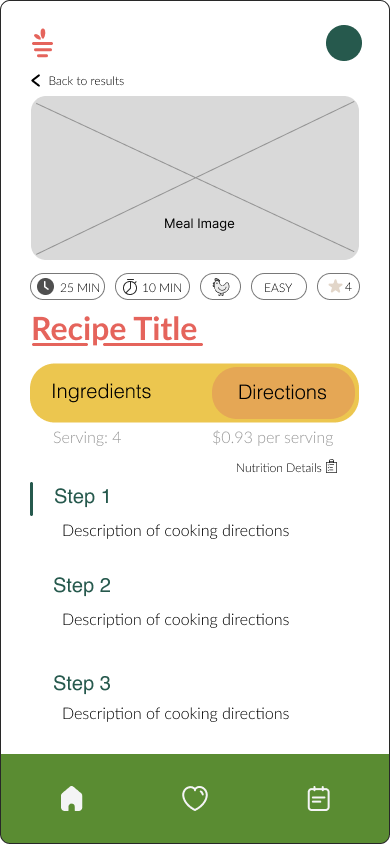 Back to results
Meal Image
25 MIN
10 MIN
EASY
4
Recipe Title
Ingredients
Directions
Serving: 4
$0.93 per serving
Nutrition Details
Step 1
Description of cooking directions
Step 2
Description of cooking directions
Step 3
Description of cooking directions